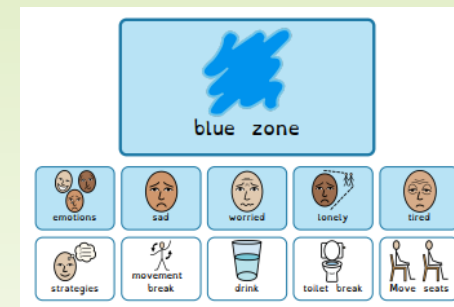 blue zone
emotions
sad
worried
lonely
tired
strategies
movement
break
drink
toilet break
Move seats